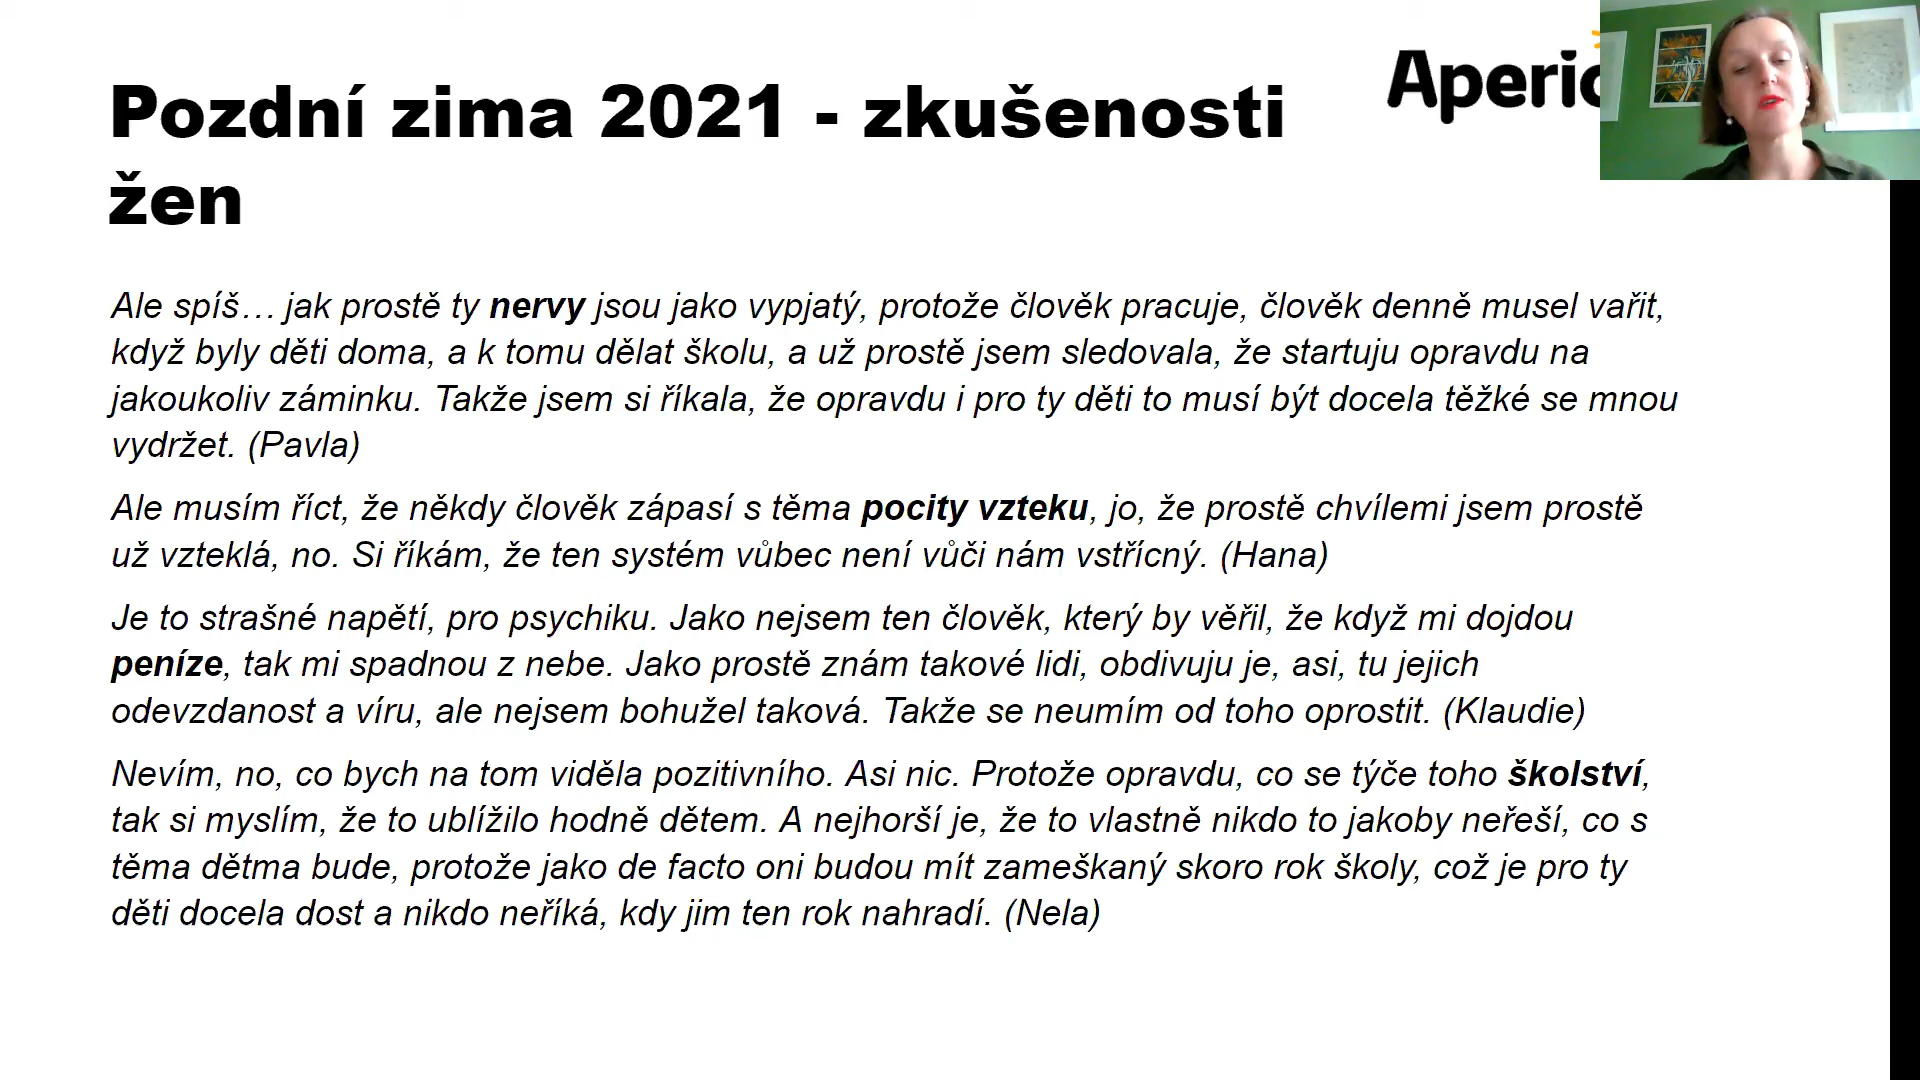 Pozdní zima 2021 - zkušenosti
žen
Ale spíš… jak prostě ty nervy jsou jako vypjatý, protože člověk pracuje, člověk denně musel vařit,
když byly děti doma, a k tomu dělat školu, a už prostě jsem sledovala, že startuju opravdu na
jakoukoliv záminku. Takže jsem si říkala, že opravdu i pro ty děti to musí být docela těžké se mnou
vydržet. (Pavla)
Ale musím říct, že někdy člověk zápasí s těma pocity vzteku, jo, že prostě chvílemi jsem prostě
už vzteklá, no. Si říkám, že ten systém vůbec není vůči nám vstřícný. (Hana)
Je to strašné napětí, pro psychiku. Jako nejsem ten člověk, který by věřil, že když mi dojdou
peníze, tak mi spadnou z nebe. Jako prostě znám takové lidi, obdivuju je, asi, tu jejich
odevzdanost a víru, ale nejsem bohužel taková. Takže se neumím od toho oprostit. (Klaudie)
Nevím, no, co bych na tom viděla pozitivního. Asi nic. Protože opravdu, co se týče toho školství,
tak si myslím, že to ublížilo hodně dětem. A nejhorší je, že to vlastně nikdo to jakoby neřeší, co s
těma dětma bude, protože jako de facto oni budou mít zameškaný skoro rok školy, což je pro ty
děti docela dost a nikdo neříká, kdy jim ten rok nahradí. (Nela)